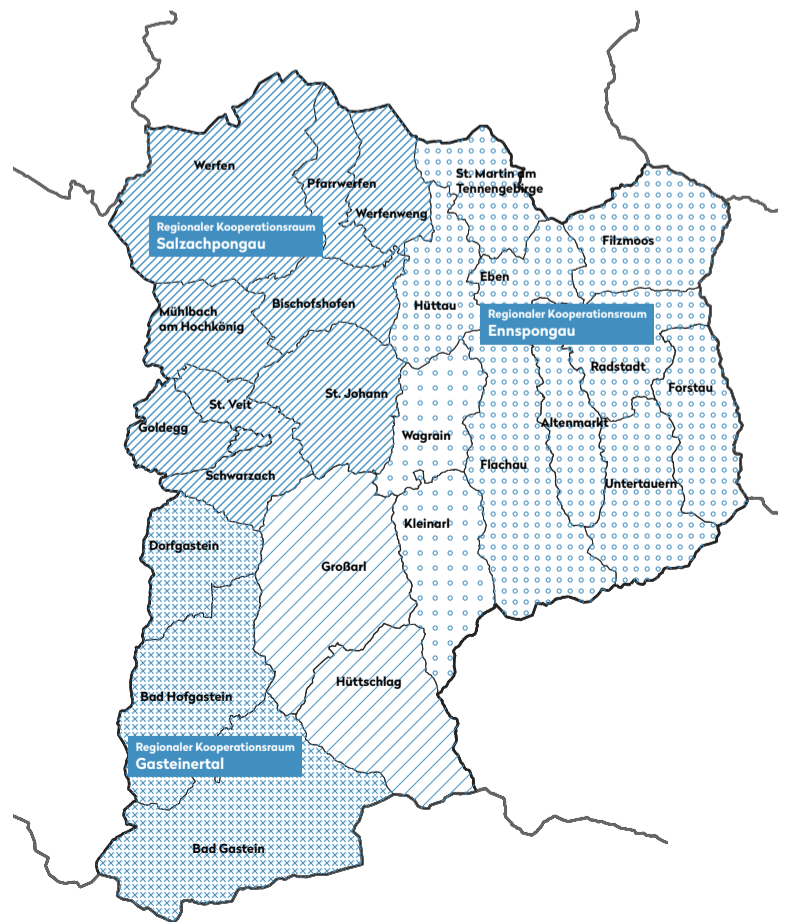 Werfen
Pfarrwerfen
St. Martin am
Tennengebirge
Werfenweng
Regionaler Kooperationsraum
Salzachpongau
Filzmoos
Eben
Bischofshofen
Hüttau
Mühlbach
am Hochkönig
Regionaler Kooperationsraum
Ennspongau
Radstadt
Forstau
St. Johann
St. Veit
Goldegg
Wagrain
Altenmarkt
Flachau
Schwarzach
Untertauern
Kleinarl
Dorfgastein
Großarl
Hüttschlag
Bad Hofgastein
Regionaler Kooperationsraum
Gasteinertal
Bad Gastein